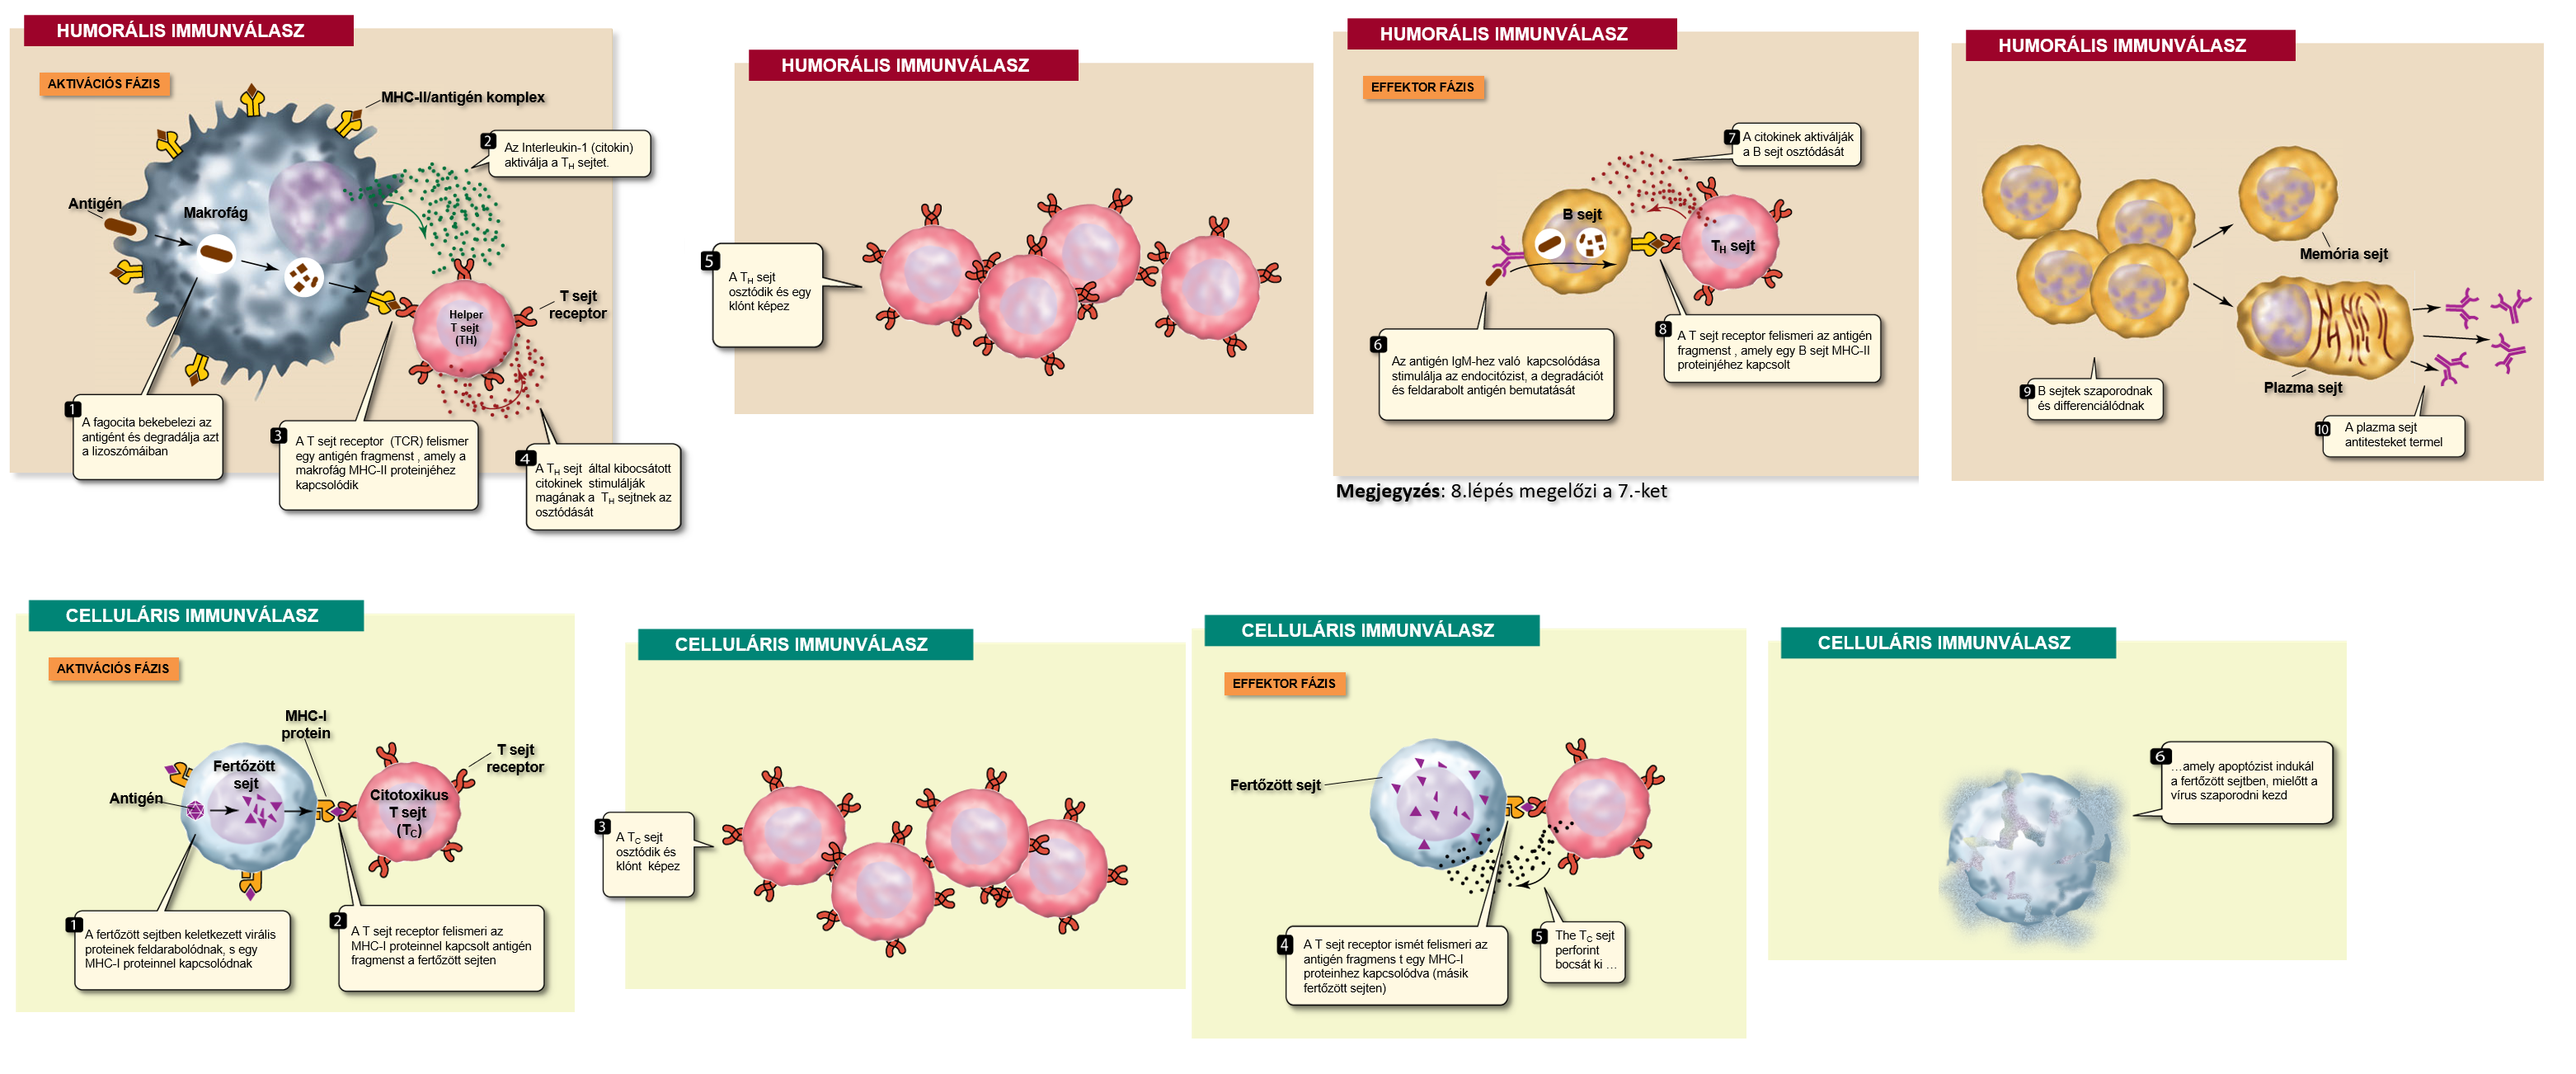 HUMORÁLIS IMMUNVÁLASZ
AKTIVÁCIÓS FÁZIS
MHC-II/antigén komplex
2
Az Interleukin-1 (citokin)
aktiválja a TH sejtet.
Antigén
Makrofág
T sejt
receptor
Helper
T sejt
(TH)
1
A fagocita bekebelezi az
antigént és degradálja azt
a lizoszómáiban
3
A T sejt receptor (TCR) felismer
egy antigén fragmenst , amely a
makrofág MHC-II proteinjéhez
kapcsolódik
4
A TH sejt által kibocsátott
citokinek stimulálják
magának a TH sejtnek az
osztódását
HUMORÁLIS IMMUNVÁLASZ
5
A TH sejt
osztódik és egy
klónt képez
HUMORÁLIS IMMUNVÁLASZ
EFFEKTOR FÁZIS
7
A citokinek aktiválják
a B sejt osztódását
B sejt
TH sejt
6
Az antigén IgM-hez való kapcsolódása
stimulálja az endocitózist, a degradációt
és feldarabolt antigén bemutatását
8
A T sejt receptor felismeri az antigén
fragmenst , amely egy B sejt MHC-II
proteinjéhez kapcsolt
Megjegyzés: 8.lépés megelőzi a 7.-ket
HUMORÁLIS IMMUNVÁLASZ
Memória sejt
Plazma sejt
9
B sejtek szaporodnak
és differenciálódnak
10
A plazma sejt
antitesteket termel
CELLULÁRIS IMMUNVÁLASZ
AKTIVÁCIÓS FÁZIS
MHC-I
protein
T sejt
receptor
Fertőzött
sejt
Antigén
Citotoxikus
T sejt
(TC)
1
A fertőzött sejtben keletkezett virális
proteinek feldarabolódnak, s egy
MHC-I proteinnel kapcsolódnak
2
A T sejt receptor felismeri az
MHC-I proteinnel kapcsolt antigén
fragmenst a fertőzött sejten
CELLULÁRIS IMMUNVÁLASZ
3
A TC sejt
osztódik és
klónt képez
CELLULÁRIS IMMUNVÁLASZ
EFFEKTOR FÁZIS
Fertőzött sejt
4
A T sejt receptor ismét felismeri az
antigén fragmens t egy MHC-I
proteinhez kapcsolódva (másik
fertőzött sejten)
5
The TC sejt
perforint
bocsát ki …
CELLULÁRIS IMMUNVÁLASZ
6
…amely apoptózist indukál
a fertőzött sejtben, mielőtt a
vírus szaporodni kezd